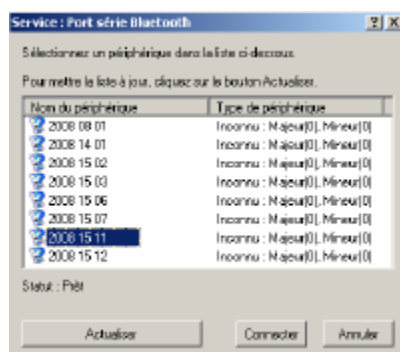 Service : Port série Bluetooth
Sélectionnez un périphérique dans la liste ci-dessous.
Pour mettre la liste à jour, cliquez sur le bouton Actualiser.
Nom du périphérique Type de périphérique
2008 08 01 Inconnu : Majeur(0), Mineur(0)
2008 14 01 Inconnu : Majeur(0), Mineur(0)
2008 15 02 Inconnu : Majeur(0), Mineur(0)
2008 15 03 Inconnu : Majeur(0), Mineur(0)
2008 15 06 Inconnu : Majeur(0), Mineur(0)
2008 15 07 Inconnu : Majeur(0), Mineur(0)
2008 15 11 Inconnu : Majeur(0), Mineur(0)
2008 15 12 Inconnu : Majeur(0), Mineur(0)
Statut : Prêt
Actualiser Connecter Annuler